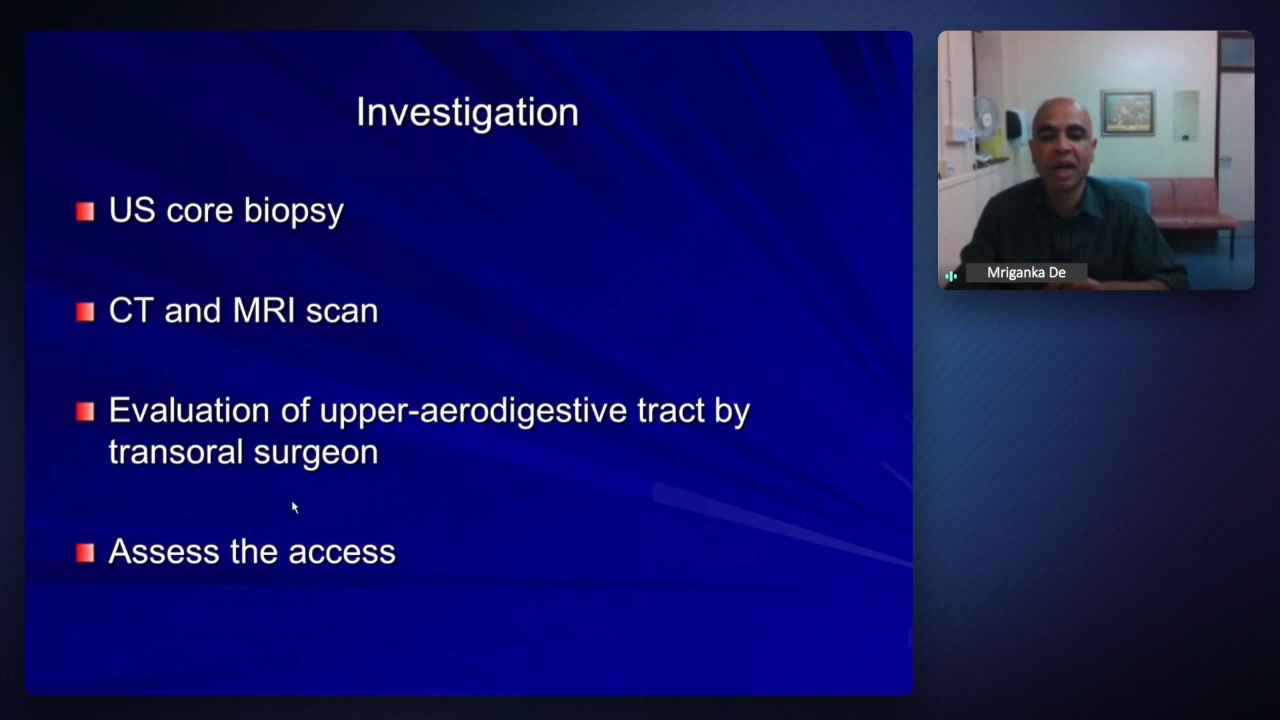 Investigation
US core biopsy
CT and MRI scan
Evaluation of upper-aerodigestive tract by
transoral surgeon
Assess the access
Mriganka De